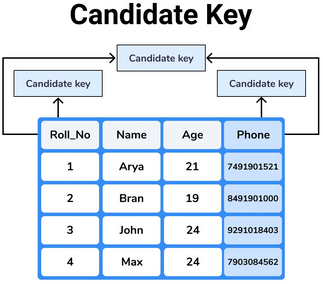 Candidate Key
Candidate key
Candidate key
Candidate key
Roll_No Name Age Phone
1 Arya 21 7491901521
2 Bran 19 8491901000
3 John 24 9291018403
4 Max 24 7903084562